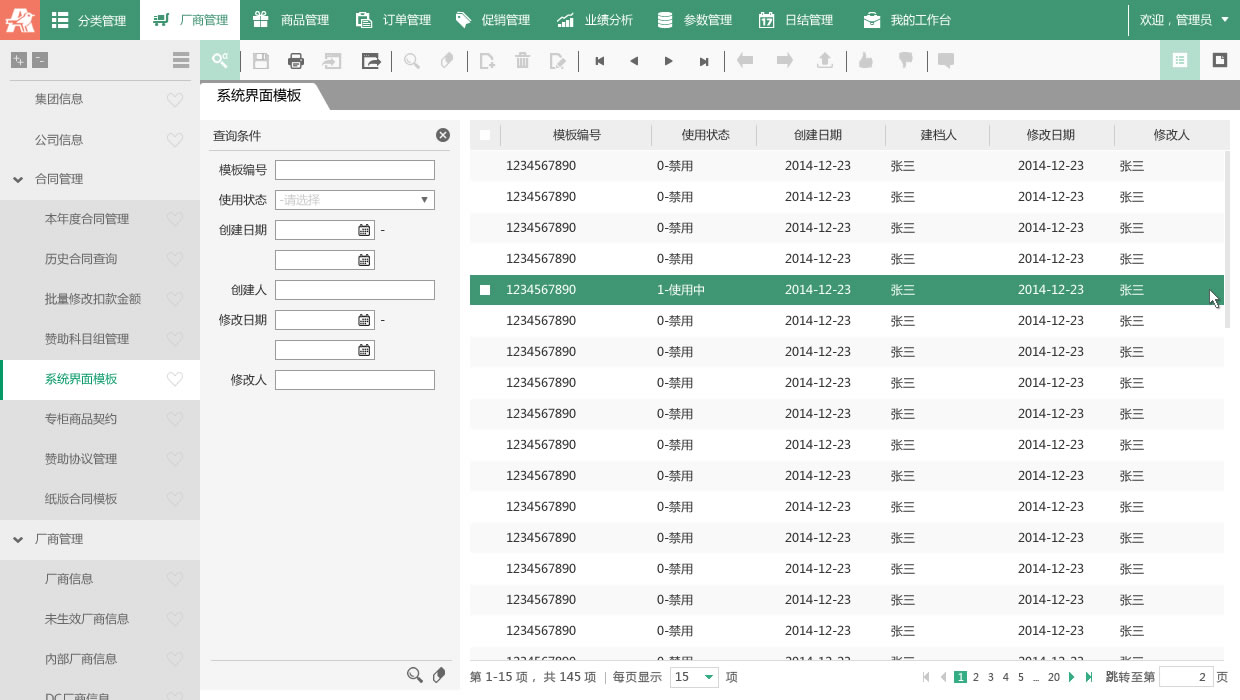 分类管理 厂商管理 商品管理 订单管理 促销管理 业绩分析 参数管理 日结管理 我的工作台 欢迎，管理员
集团信息
公司信息
合同管理
本年度合同管理
历史合同查询
批量修改扣款金额
赞助科目组管理
系统界面模板
专柜商品契约
赞助协议管理
纸版合同模板
厂商管理
厂商信息
未生效厂商信息
内部厂商信息
DC厂商信息
系统界面模板
查询条件
模板编号
使用状态 -请选择
创建日期 -
创建人
修改日期 -
修改人
模板编号 使用状态 创建日期 建档人 修改日期 修改人
1234567890 0-禁用 2014-12-23 张三 2014-12-23 张三
1234567890 0-禁用 2014-12-23 张三 2014-12-23 张三
1234567890 0-禁用 2014-12-23 张三 2014-12-23 张三
1234567890 0-禁用 2014-12-23 张三 2014-12-23 张三
1234567890 1-使用中 2014-12-23 张三 2014-12-23 张三
1234567890 0-禁用 2014-12-23 张三 2014-12-23 张三
1234567890 0-禁用 2014-12-23 张三 2014-12-23 张三
1234567890 0-禁用 2014-12-23 张三 2014-12-23 张三
1234567890 0-禁用 2014-12-23 张三 2014-12-23 张三
1234567890 0-禁用 2014-12-23 张三 2014-12-23 张三
1234567890 0-禁用 2014-12-23 张三 2014-12-23 张三
1234567890 0-禁用 2014-12-23 张三 2014-12-23 张三
1234567890 0-禁用 2014-12-23 张三 2014-12-23 张三
1234567890 0-禁用 2014-12-23 张三 2014-12-23 张三
1234567890 0-禁用 2014-12-23 张三 2014-12-23 张三
1234567890 0-禁用 2014-12-23 张三 2014-12-23 张三
第 1-15 项， 共 145 项 | 每页显示 15 项 1 2 3 4 5 ... 20 跳转至第 2 页